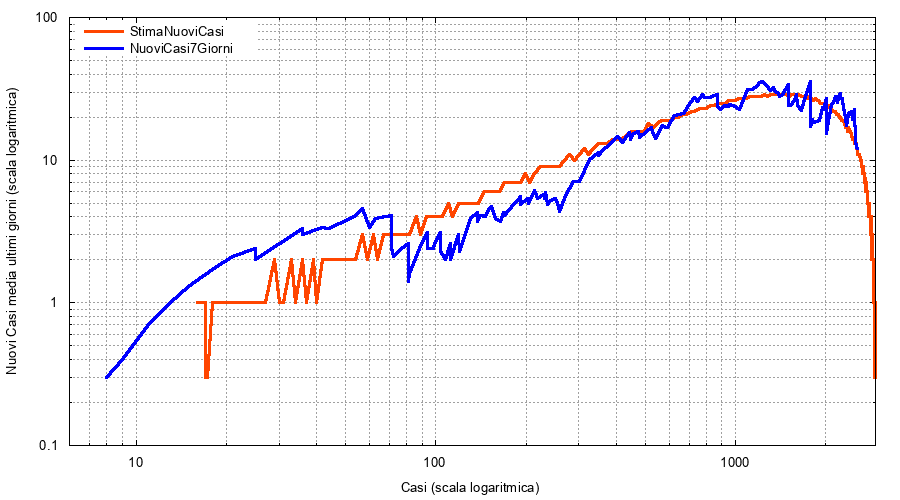 StimaNuoviCasi
NuoviCasi7Giorni
Nuovi Casi media ultimi giorni (scala logaritmica)
100
10
1
0.1
10
100
1000
Casi (scala logaritmica)